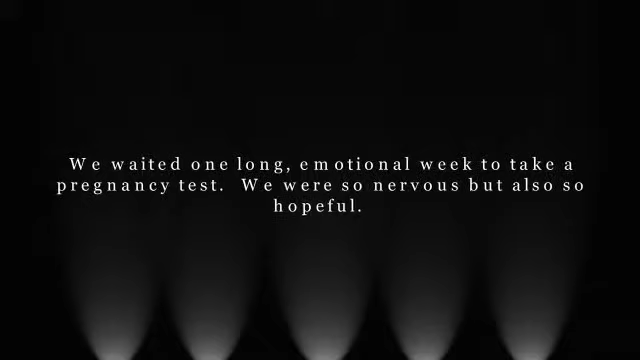 We waited one long, emotional week to take a
pregnancy test.  We were so nervous but also so
hopeful.